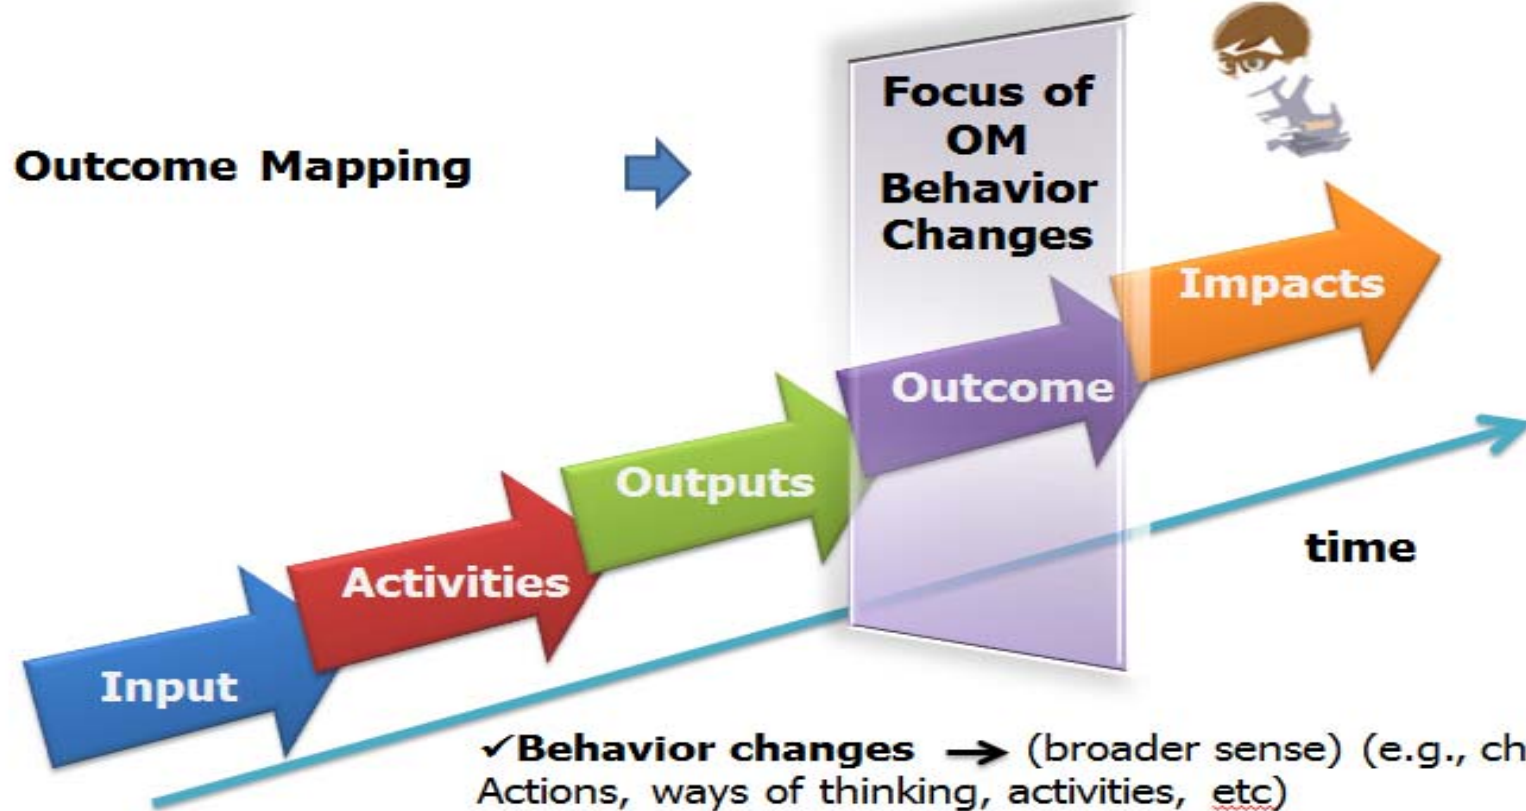 Outcome Mapping
Focus of
OM
Behavior
Changes
Impacts
Outcome
Outputs
Activities
Input
time
✓Behavior changes → (broader sense) (e.g.,
Actions, ways of thinking, activities, etc)